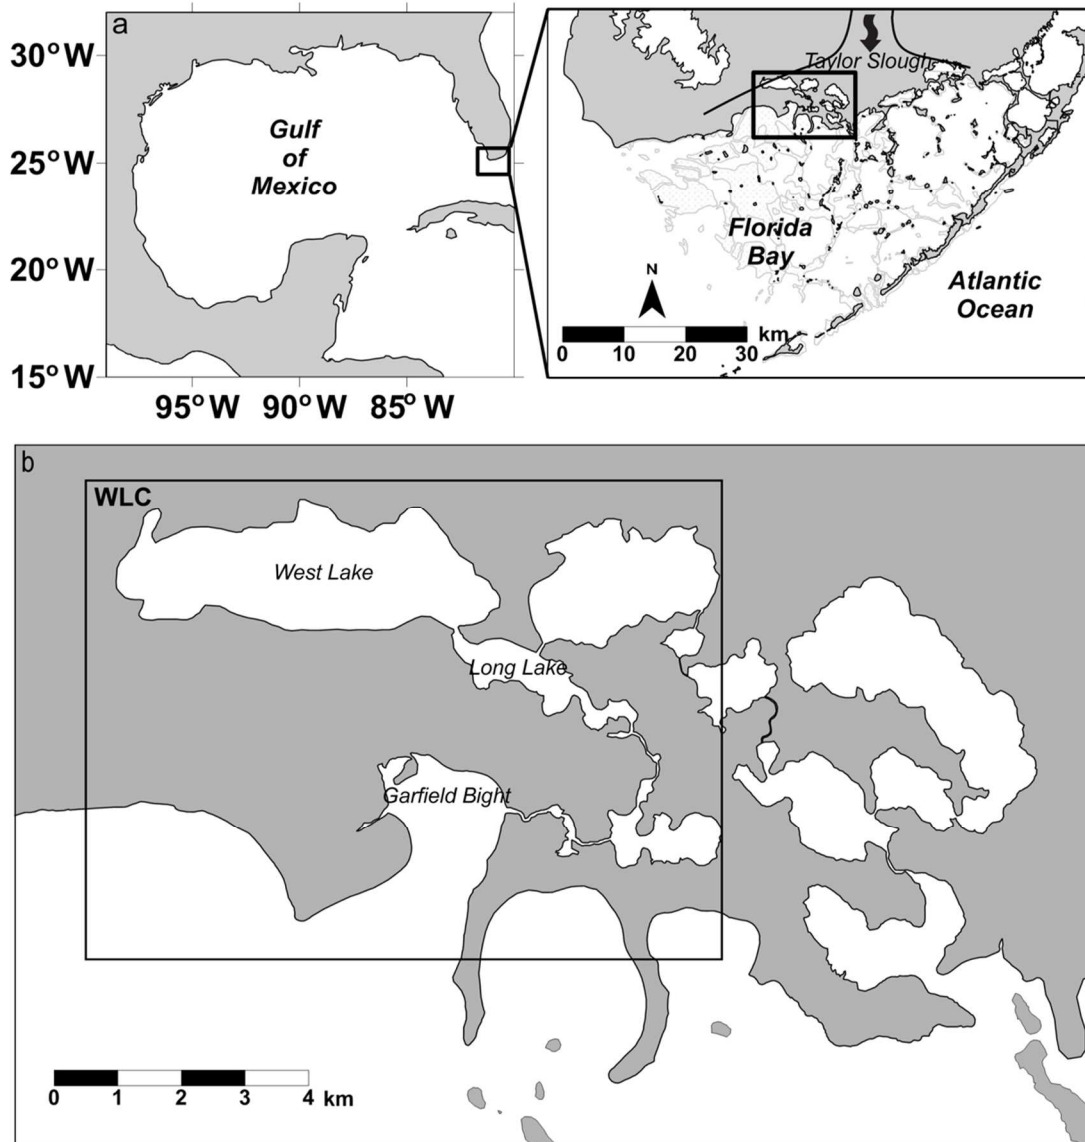 a
30° W
25° W
20° W
15° W
95° W 90° W 85° W
Gulf
of
Mexico
Taylor Slough
Florida
Bay
Atlantic
Ocean
N
0 10 20 30 km
b
WLC
West Lake
Long Lake
Garfield Bight
0 1 2 3 4 km